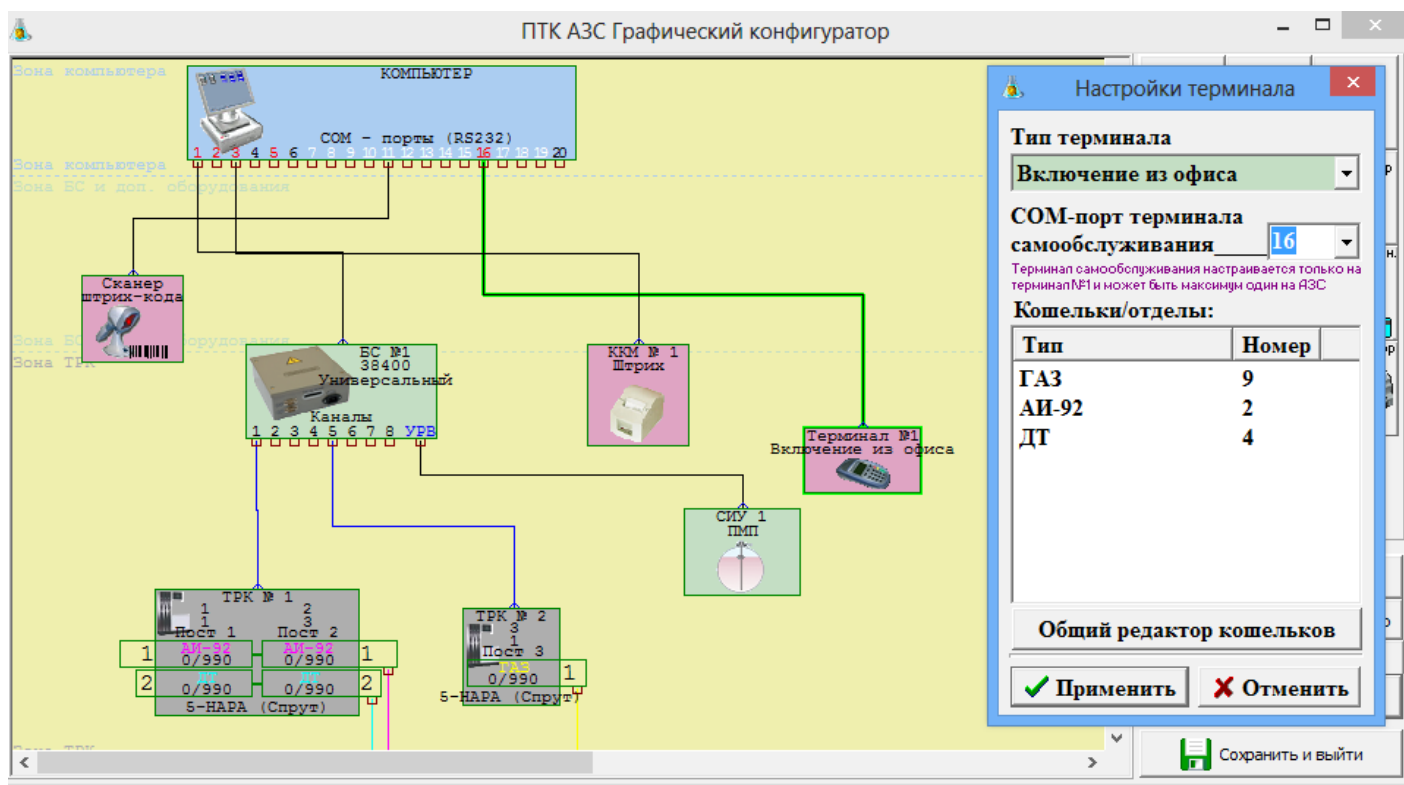 ПТК АЗС Графический конфигуратор
Зона компьютера
КОМПЬЮТЕР
COM - порты (RS232)
1 2 3 4 5 6 7 8 9 10 11 12 13 14 15 16 17 18 19 20
Зона компьютера
Зона БС и доп. оборудования
Сканер
штрих-кода
Зона ТРК
БС №1
38400
Универсальный
Каналы
1 2 3 4 5 6 7 8 УРВ
ККМ № 1
Штрих
Терминал №1
Включение из офиса
СИУ 1
ПМП
ТРК № 1
1 2
1 3
Пост 1 Пост 2
1 АИ-92 АИ-92 1
0/990 0/990
2 ДТ ДТ 2
0/990 0/990
5-НАРА (Спрут)
ТРК № 2
3
1
Пост 3
ГАЗ 1
0/990
5-НАРА (Спрут)
Зона ТРК
Настройки терминала
Тип терминала
Включение из офиса
COM-порт терминала
самообслуживания 16
Терминал самообслуживания настраивается только на
терминал №1 и может быть максимум один на АЗС
Кошельки/отделы:
Тип Номер
ГАЗ 9
АИ-92 2
ДТ 4
Общий редактор кошельков
Применить Отменить
Сохранить и выйти